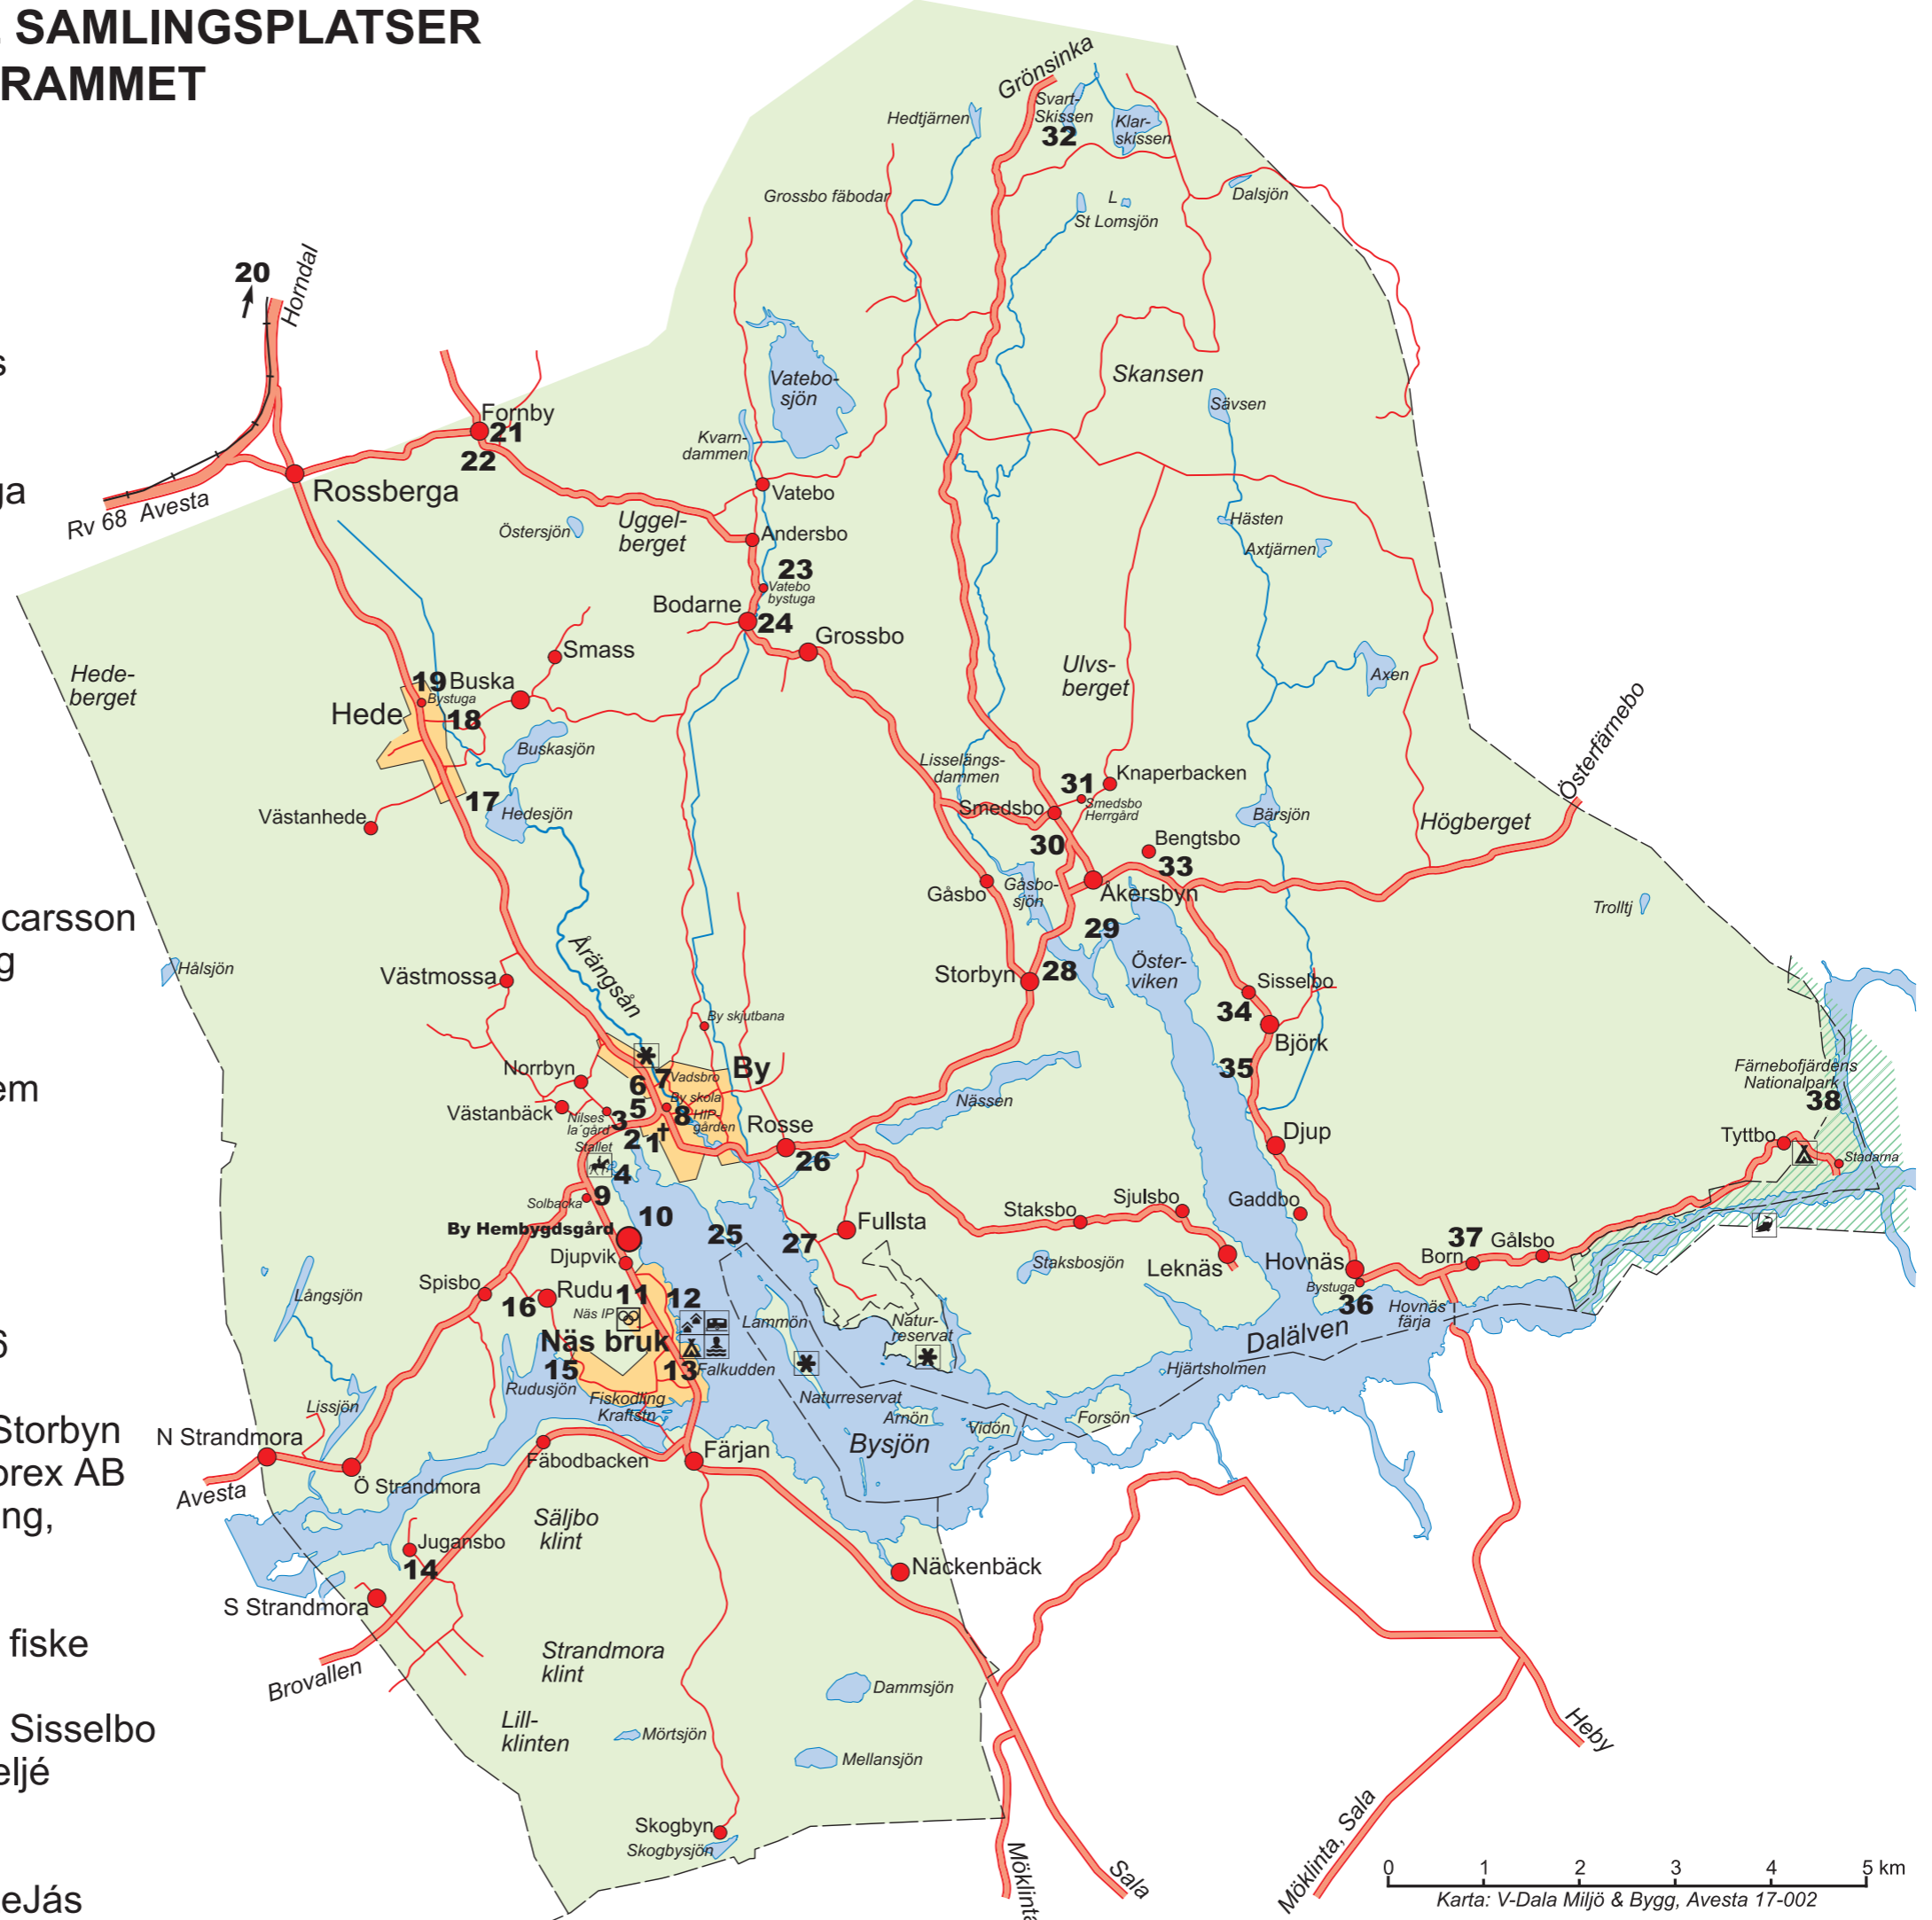 SAMLINGSPLATSER
RAMMET
s
ga
carsson
g
em
6
Storbyn
orex AB
ng,
fiske
Sisselbo
eljé
eJás
Grönsinka
Svart-
Skissen
32
Klar-
skissen
Hedtjärnen
Grossbo fäbodar
L
St Lomsjön
Dalsjön
20
Horndal
Skansen
Vatebo-
sjön
Sävsen
Fornby
21
22
Kvarn-
dammen
Rossberga
Rv 68 Avesta
Vatebo
Östersjön
Uggel-
berget
Andersbo
Hästen
Axtjärnen
23
Vatebo
bystuga
Bodarne
24
Grossbo
Smass
Hede-
berget
Ulvs-
berget
Axen
19
Buska
Bystuga
Hede
18
Buskasjön
Österfärnebo
Lisselängs-
dammen
31
Knaperbacken
Smedsbo
Smedsbo
Herrgård
17
Hedesjön
Västanhede
Bärsjön
Högberget
30
Bengtsbo
33
Gåsbo
Gåsbo-
sjön
Åkersbyn
Trolltj
29
Årängsån
Hålsjön
Västmossa
Storbyn
28
Öster-
viken
Sisselbo
34
Björk
By skjutbana
By
35
Norrbyn
6
7
Vadsbro
Färnebofjärdens
Nationalpark
38
Västanbäck
By skola
Nilses
la´gård
3
5
8
HIP-
gården
Nässen
Stallet
2
1
Rosse
26
Djup
Tyttbo
Stadarna
4
Solbacka
9
Staksbo
Sjulsbo
Gaddbo
By Hembygdsgård
10
25
27
Fullsta
Djupvik
Staksbosjön
Leknäs
Hovnäs
37
Born
Gålsbo
Bystuga
36
Hovnäs
färja
Spisbo
Långsjön
16
Rudu
11
Näs IP
12
Lammön
Natur-
reservat
Dalälven
Näs bruk
15
13
Falkudden
Hjärtsholmen
Rudusjön
Fiskodling
Kraftstn
Naturreservat
Lissjön
Arnön
Vidön
Forsön
N Strandmora
Bysjön
Fäbodbacken
Färjan
Avesta
Ö Strandmora
Säljbo
klint
Jugansbo
14
Näckenbäck
S Strandmora
Brovallen
Strandmora
klint
Dammsjön
Lill-
klinten
Mörtsjön
Mellansjön
Heby
Skogbyn
Skogbysjön
Möklinta
Sala
Möklinta, Sala
0 1 2 3 4 5 km
Karta: V-Dala Miljö & Bygg, Avesta 17-002